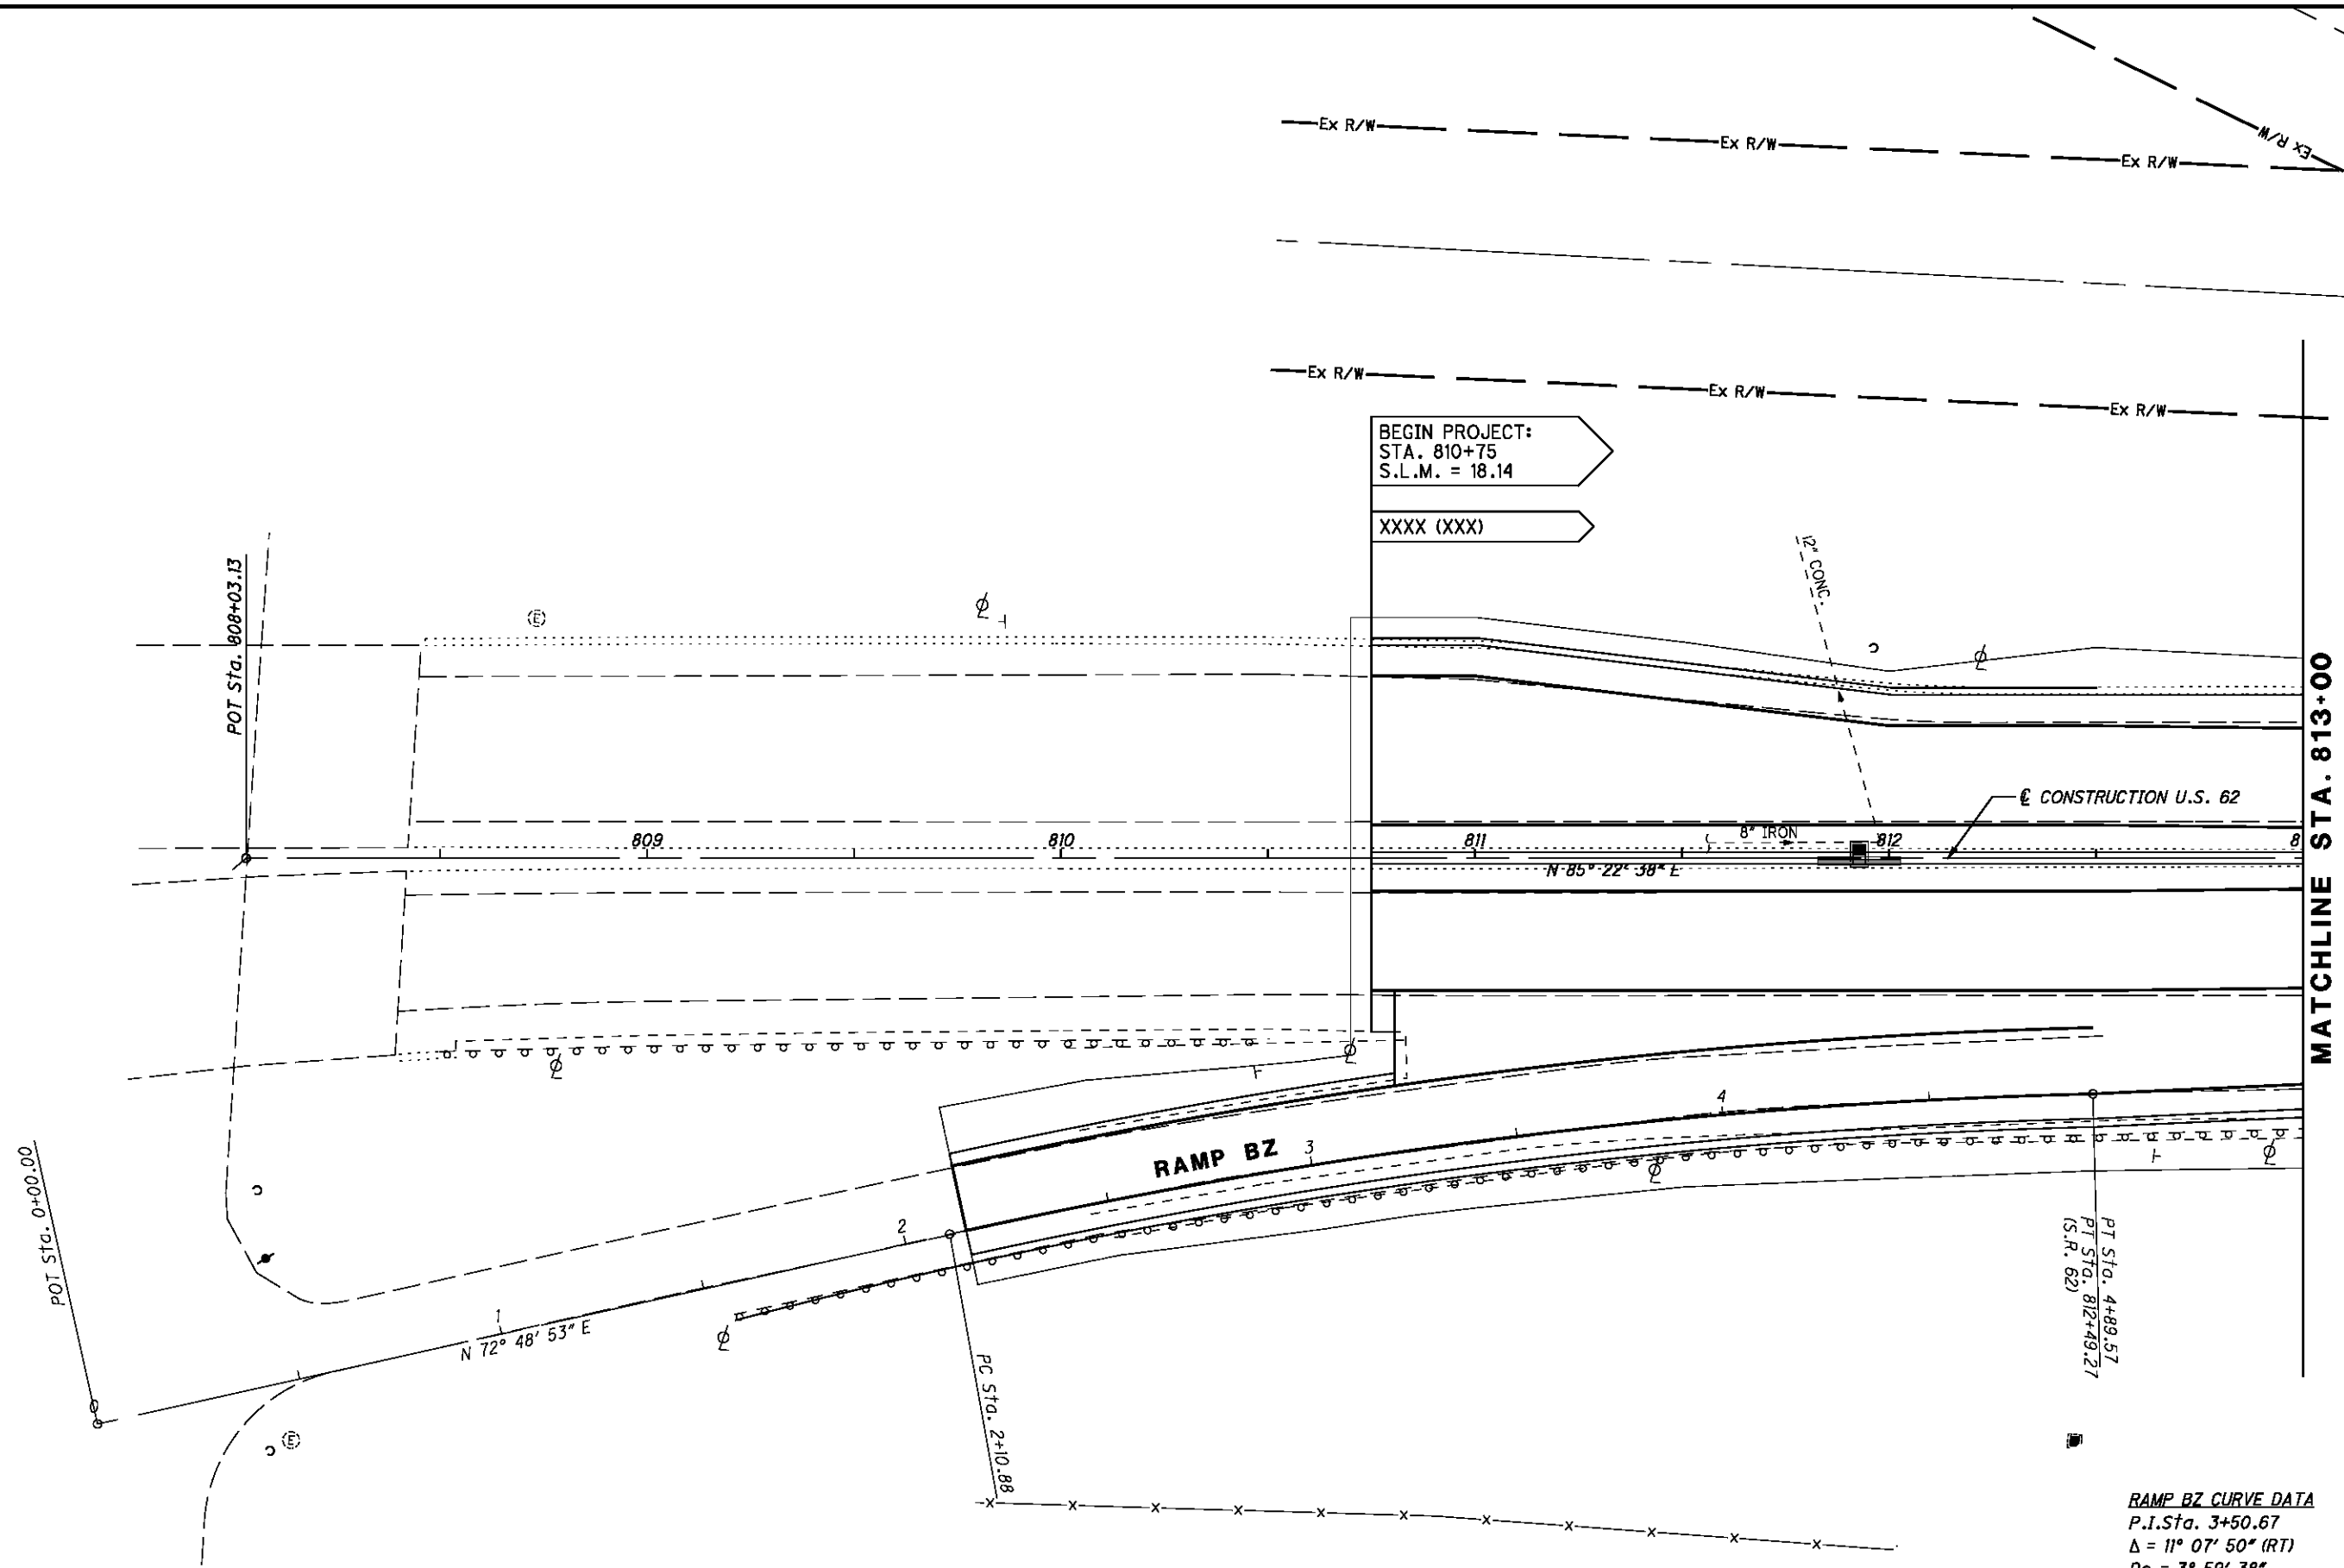 Ex R/W
Ex R/W
Ex R/W
Ex R/W
Ex R/W
Ex R/W
Ex R/W
BEGIN PROJECT:
STA. 810+75
S.L.M. = 18.14
XXXX (XXX)
12" CONC.
POT Sta. 808+03.13
E
MATCHLINE STA. 813+00
℄ CONSTRUCTION U.S. 62
809
810
811
8" IRON
812
8
N 85° 22' 38" E
RAMP BZ
1
2
3
4
POT Sta. 0+00.00
0
N 72° 48' 53" E
PC Sta. 2+10.88
PT Sta. 4+89.57
PT Sta. 812+49.27
(S.R. 62)
E
RAMP BZ CURVE DATA
P.I.Sta. 3+50.67
Δ = 11° 07' 50" (RT)